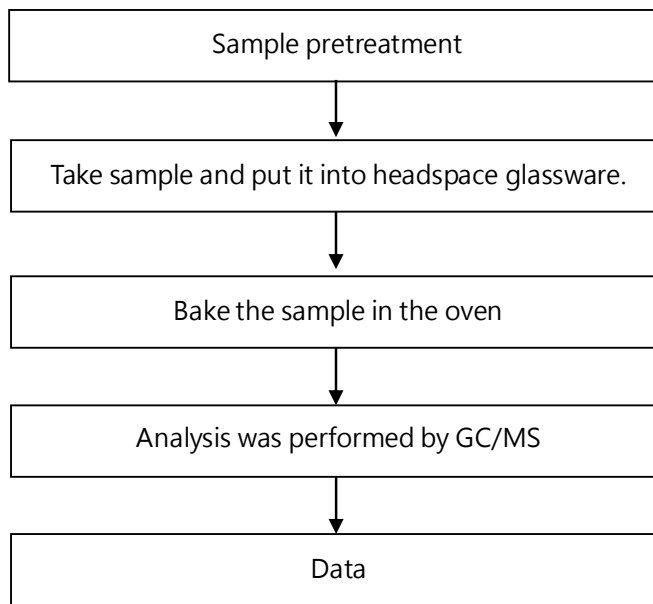 Sample pretreatment
Take sample and put it into headspace glassware.
Bake the sample in the oven
Analysis was performed by GC/MS
Data